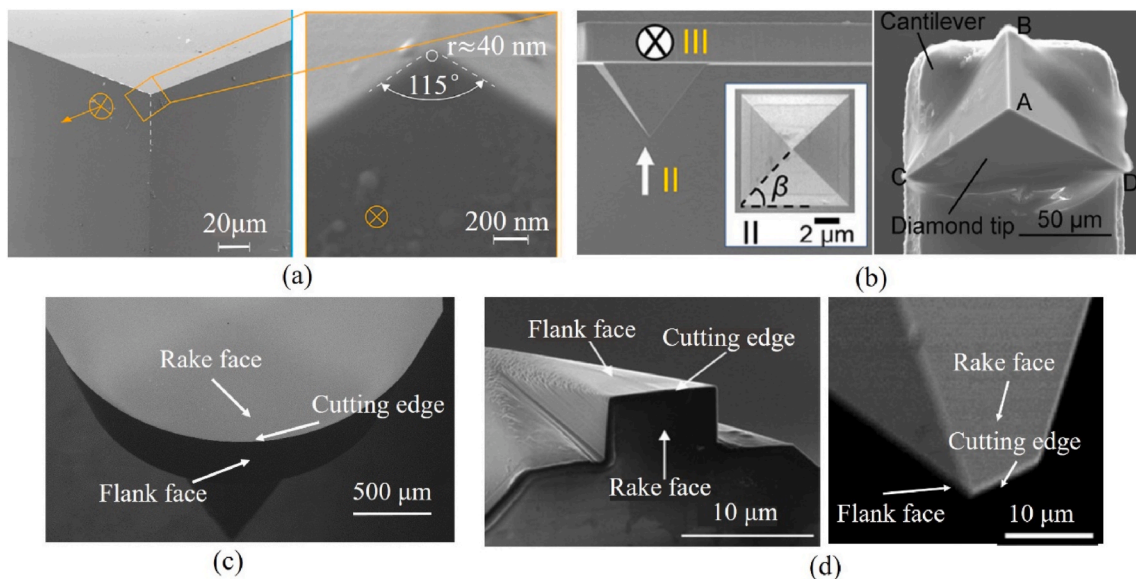 r≈40 nm
115°
20μm
200 nm
(a)
III
II
β
II
2 μm
Cantilever
B
A
C
D
Diamond tip
50 μm
(b)
Rake face
Cutting edge
Flank face
500 μm
(c)
Flank face
Cutting edge
Rake face
10 μm
Rake face
Cutting edge
Flank face
10 μm
(d)